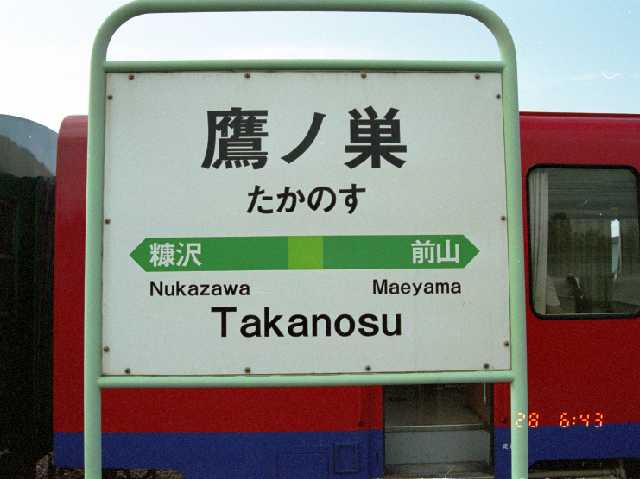 鷹ノ巣
たかのす
糠沢 前山
Nukazawa Maeyama
Takanosu
28 6:43